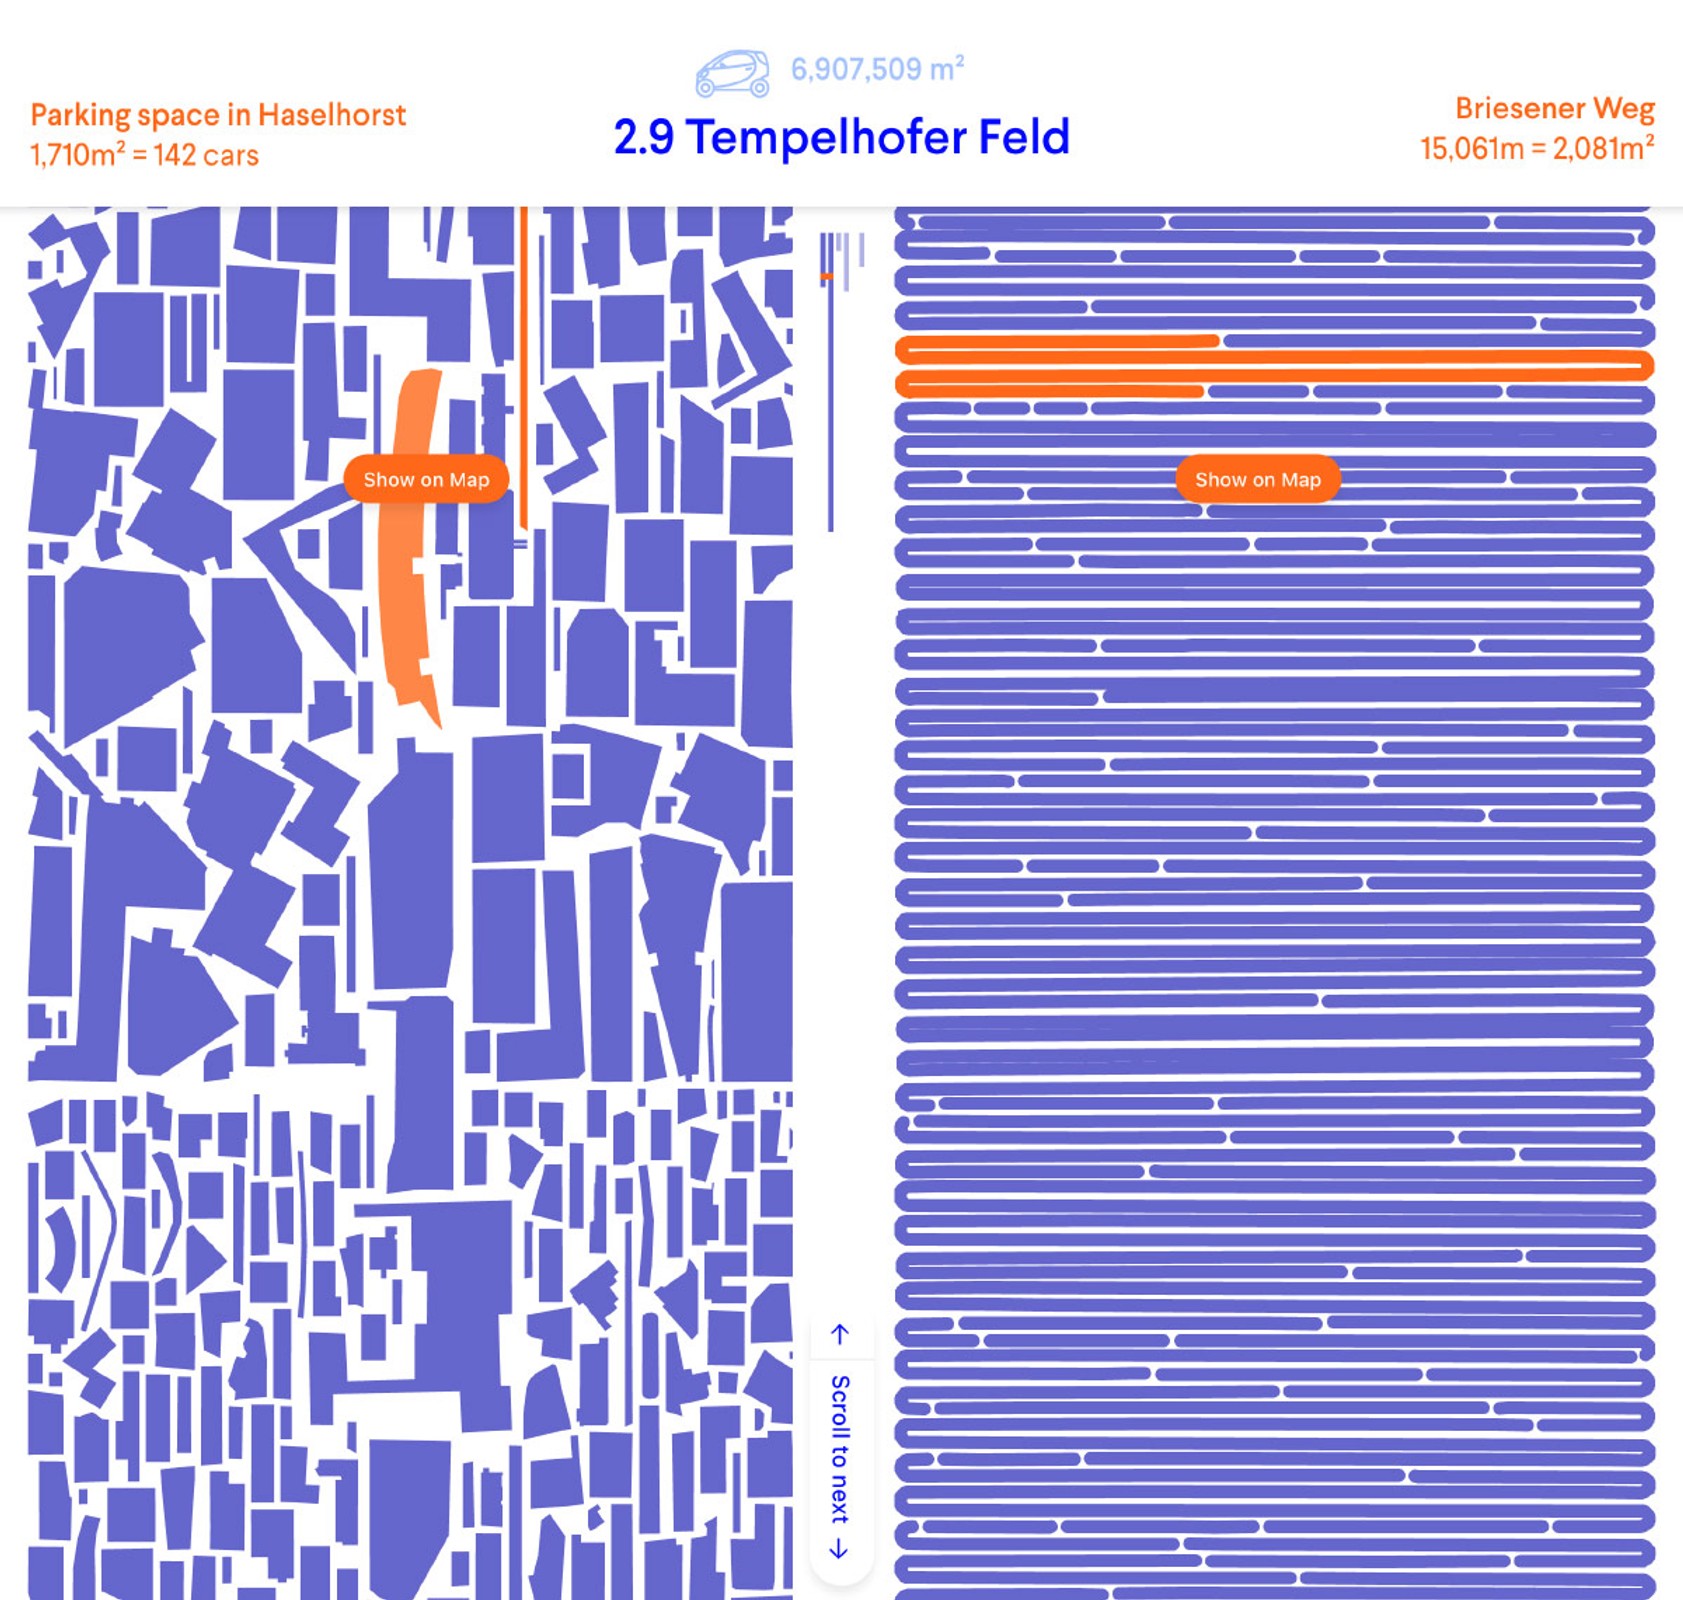 6,907,509 m²
2.9 Tempelhofer Feld
Parking space in Haselhorst
1,710m² = 142 cars
Briesener Weg
15,061m = 2,081m²
Show on Map
Show on Map
↑
Scroll to next →